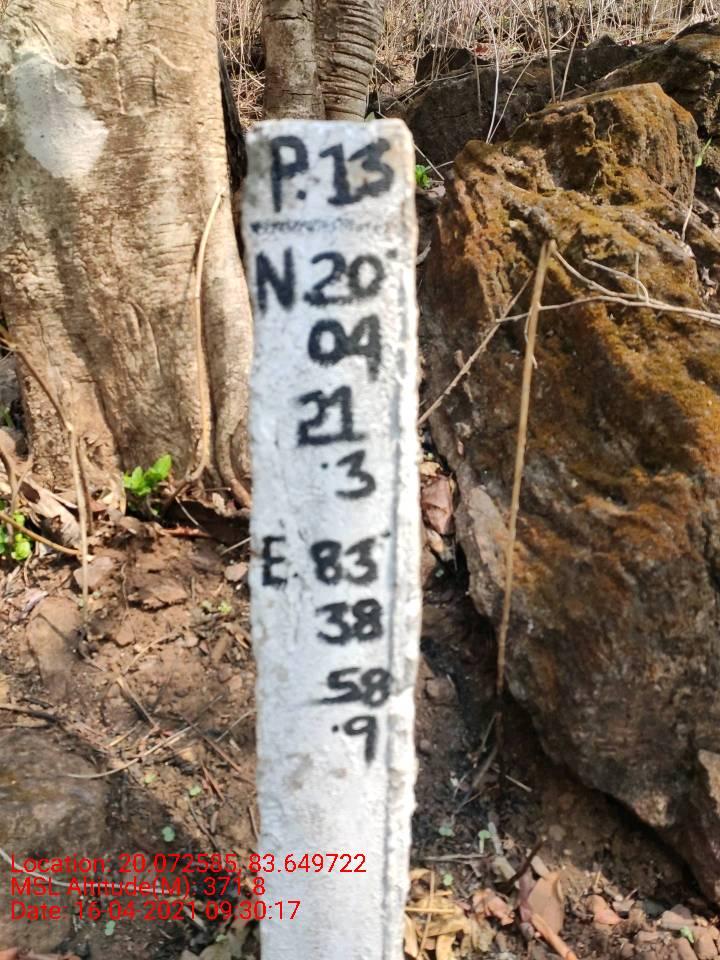 P.13
N 20°
04
21
.3
E. 83°
38
58
.9
Location: 20.072585, 83.649722
MSL Altitude(M): 371.8
Date: 16-04-2021 09:30:17